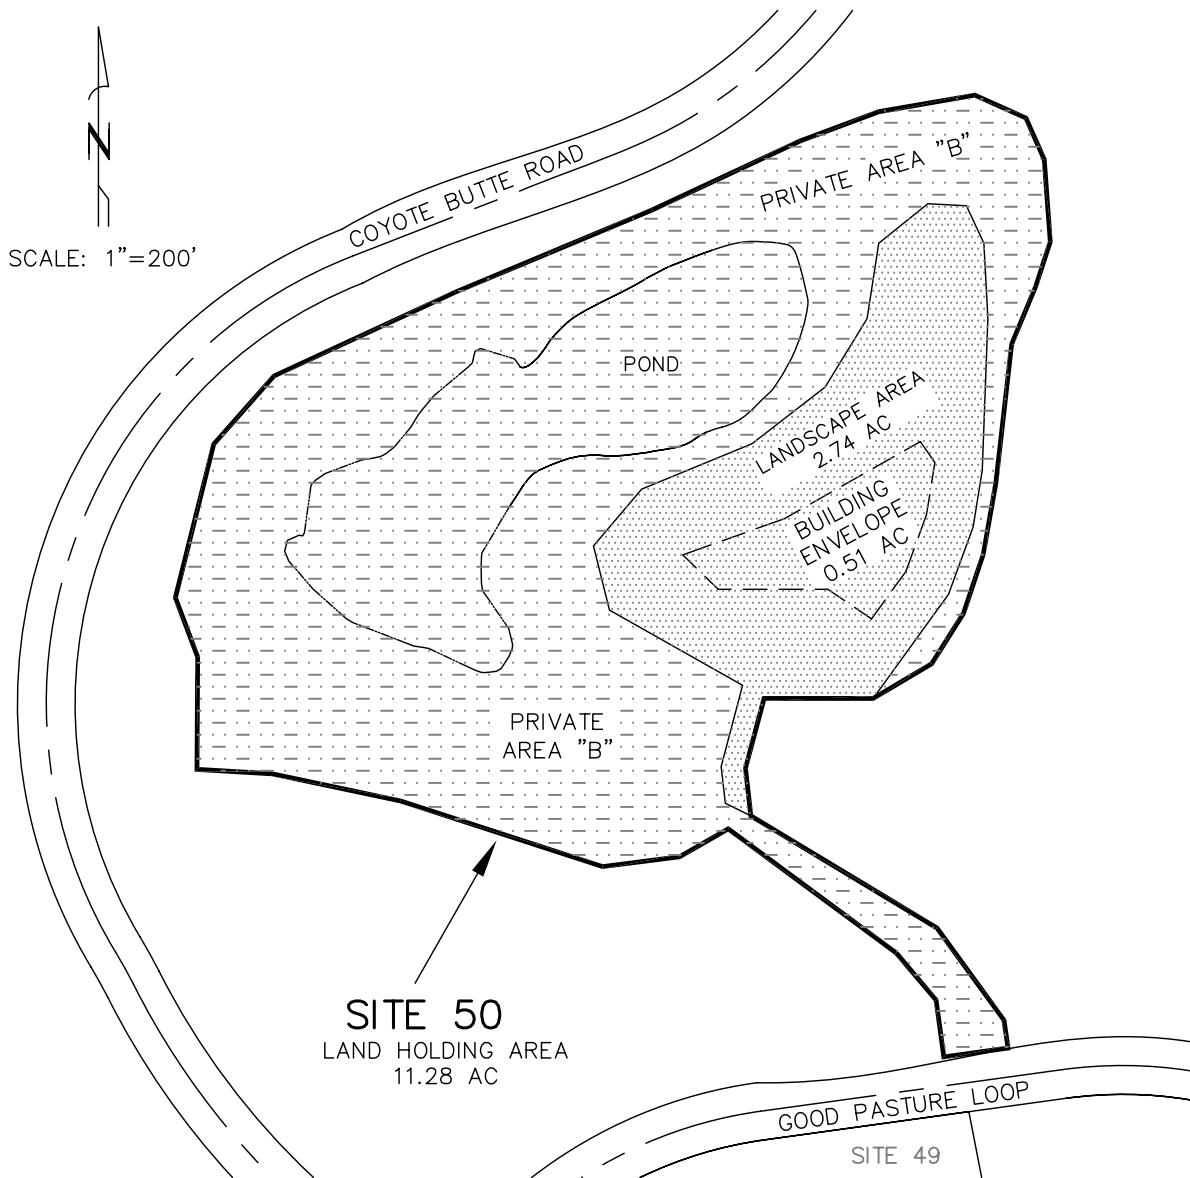 COYOTE BUTTE ROAD
PRIVATE AREA "B"
N
SCALE: 1"=200'
POND
LANDSCAPE AREA
2.74 AC
BUILDING
ENVELOPE
0.51 AC
PRIVATE
AREA "B"
SITE 50
LAND HOLDING AREA
11.28 AC
GOOD PASTURE LOOP
SITE 49